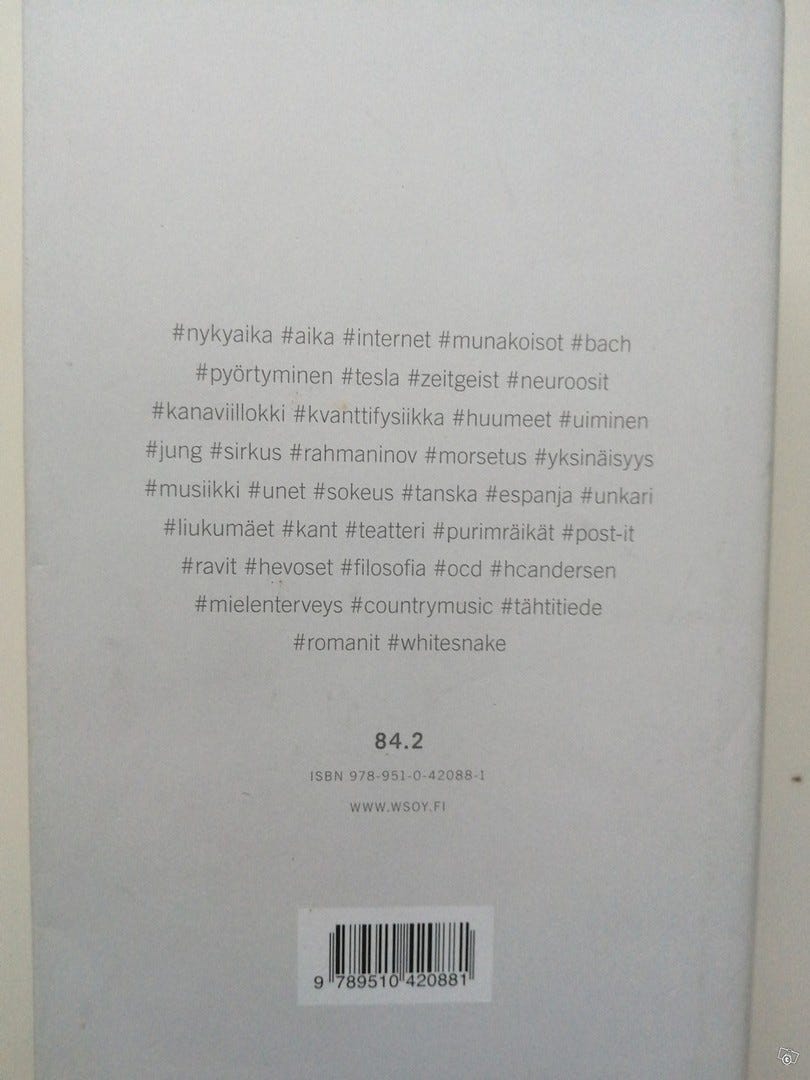 #nykyaika #aika #internet #munakoisot #bach
#pyörtyminen #tesla #zeitgeist #neuroosit
#kanaviillokki #kvanttifysiikka #huumeet #uiminen
#jung #sirkus #rahmaninov #morsetus #yksinäisyys
#musiikki #unet #sokeus #tanska #espanja #unkari
#liukumäet #kant #teatteri #purimräikät #post-it
#ravit #hevoset #filosofia #ocd #hcandersen
#mielenterveys #countrymusic #tähtitiede
#romanit #whitesnake
84.2
ISBN 978-951-0-42088-1
WWW.WSOY.FI
9 789510 420881